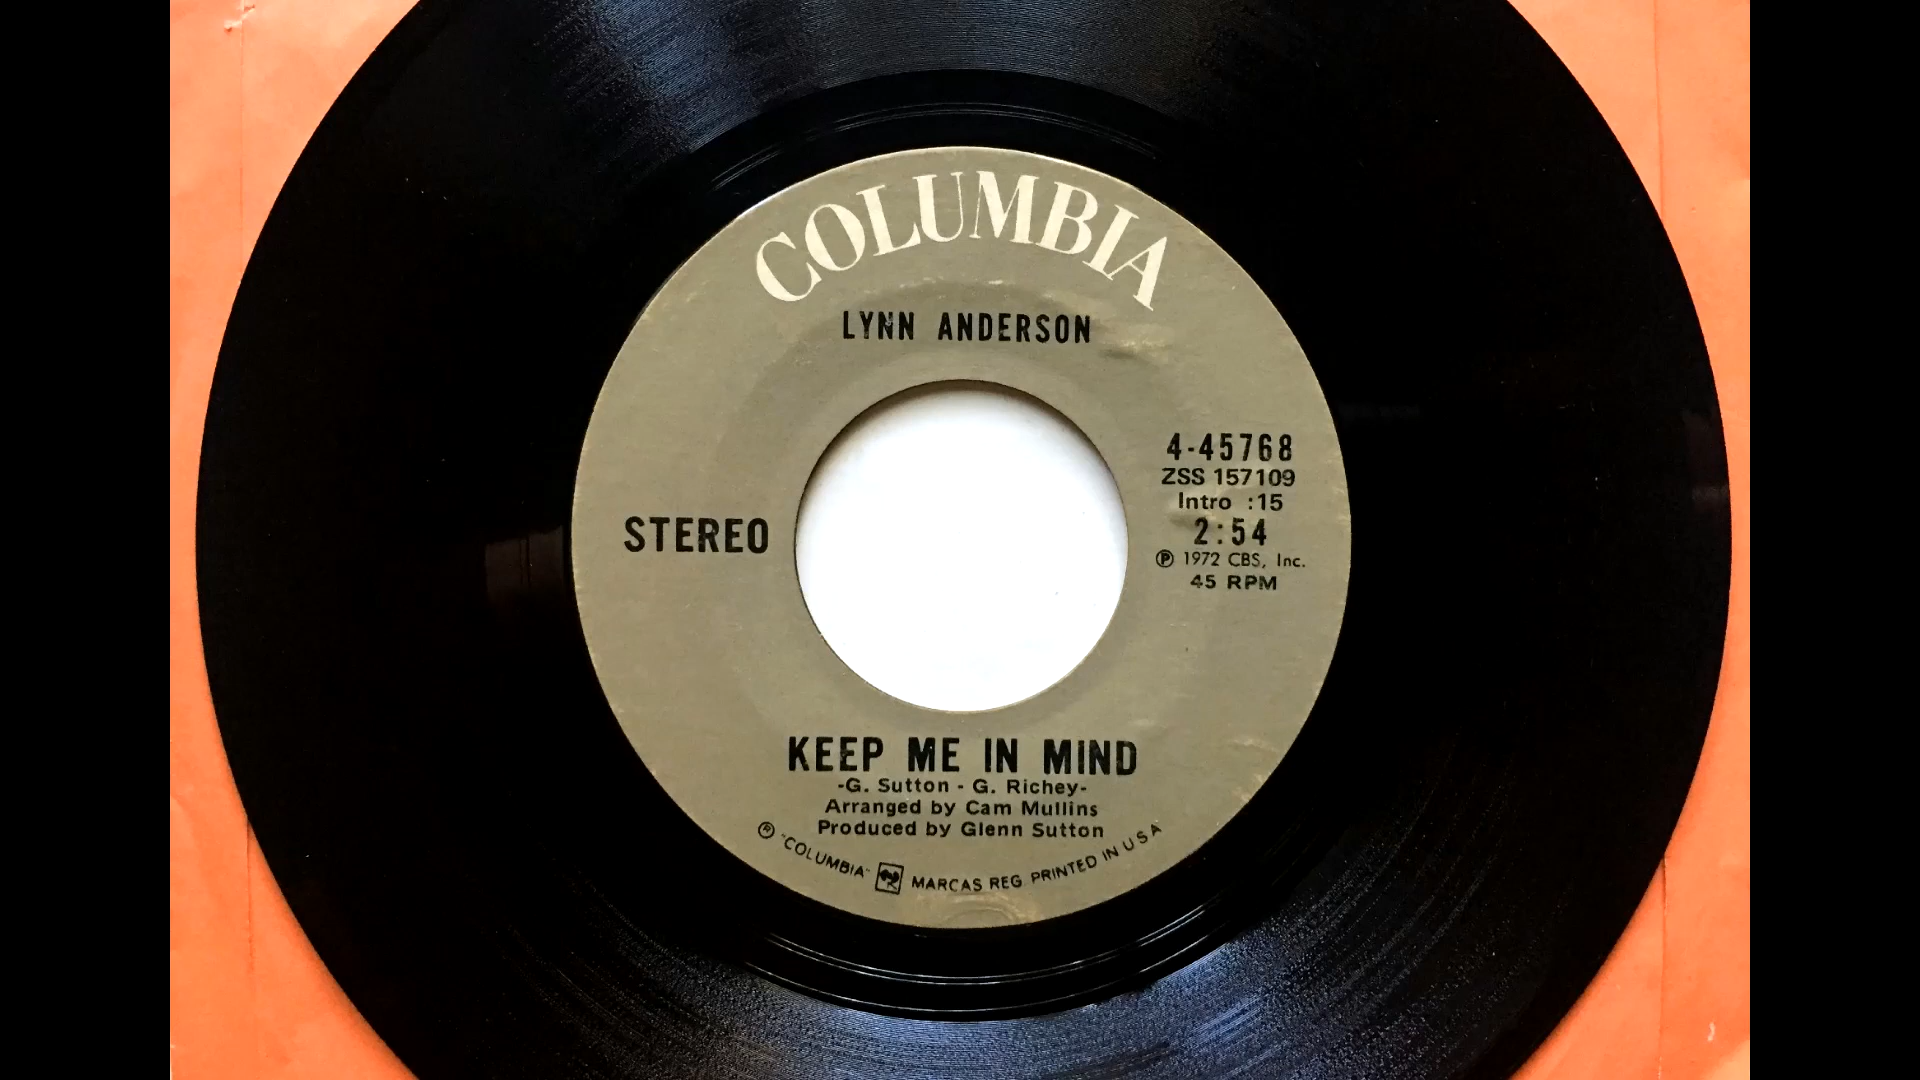 COLUMBIA
LYNN ANDERSON
STEREO
4-45768
ZSS 157109
Intro :15
2:54
Ⓟ 1972 CBS, Inc.
45 RPM
KEEP ME IN MIND
-G. Sutton - G. Richey-
Arranged by Cam Mullins
Produced by Glenn Sutton
® "COLUMBIA" MARCAS REG. PRINTED IN U S A